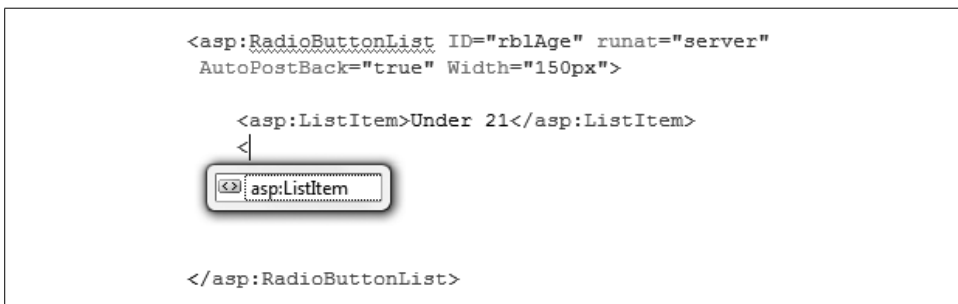 <asp:RadioButtonList ID="rblAge" runat="server"
AutoPostBack="true" Width="150px">
<asp:ListItem>Under 21</asp:ListItem>
<
asp:ListItem
</asp:RadioButtonList>